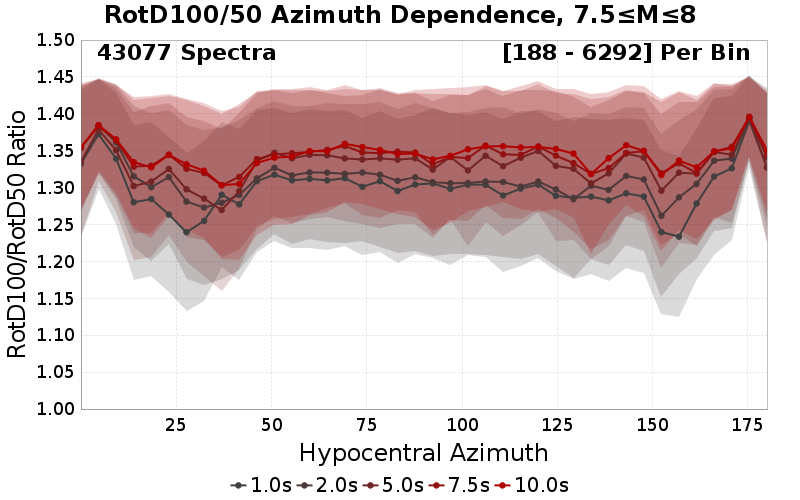 RotD100/50 Azimuth Dependence, 7.5≤M≤8
43077 Spectra
[188 - 6292] Per Bin
RotD100/RotD50 Ratio
1.50
1.45
1.40
1.35
1.30
1.25
1.20
1.15
1.10
1.05
1.00
25 50 75 100 125 150 175
Hypocentral Azimuth
1.0s 2.0s 5.0s 7.5s 10.0s